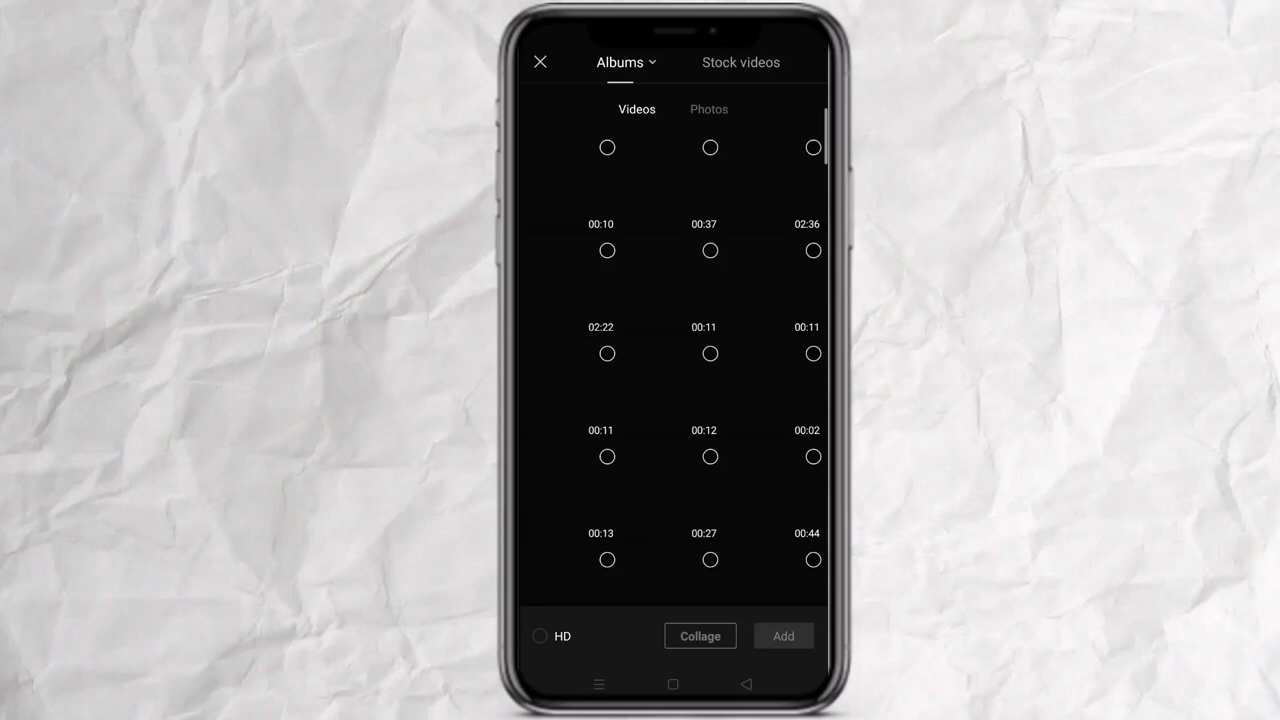 Albums Stock videos
Videos Photos
00:10 00:37 02:36
02:22 00:11 00:11
00:11 00:12 00:02
00:13 00:27 00:44
HD Collage Add